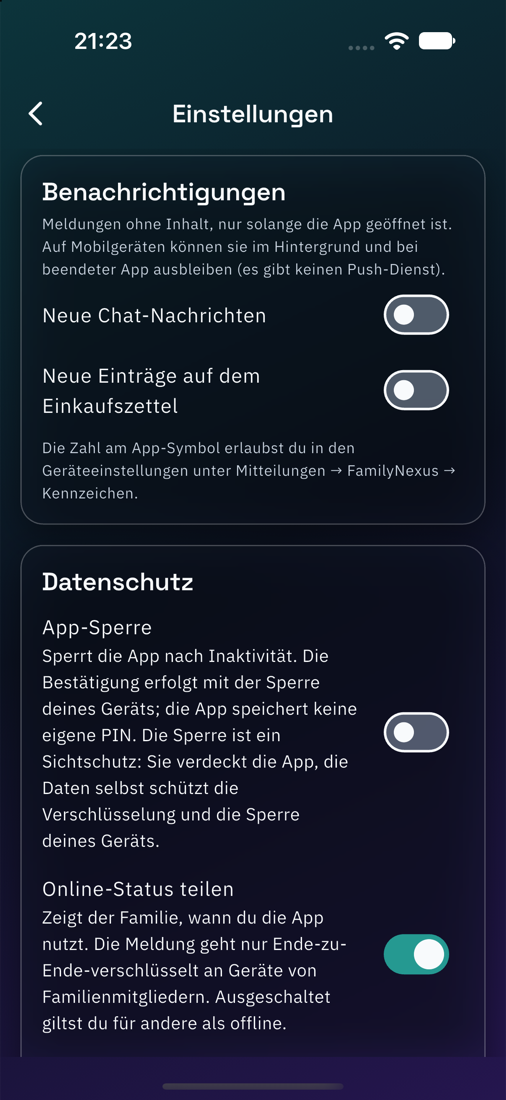 21:23
Einstellungen
Benachrichtigungen
Meldungen ohne Inhalt, nur solange die App geöffnet ist.
Auf Mobilgeräten können sie im Hintergrund und bei
beendeter App ausbleiben (es gibt keinen Push-Dienst).
Neue Chat-Nachrichten
Neue Einträge auf dem
Einkaufszettel
Die Zahl am App-Symbol erlaubst du in den
Geräteeinstellungen unter Mitteilungen → FamilyNexus →
Kennzeichen.
Datenschutz
App-Sperre
Sperrt die App nach Inaktivität. Die
Bestätigung erfolgt mit der Sperre
deines Geräts; die App speichert keine
eigene PIN. Die Sperre ist ein
Sichtschutz: Sie verdeckt die App, die
Daten selbst schützt die
Verschlüsselung und die Sperre
deines Geräts.
Online-Status teilen
Zeigt der Familie, wann du die App
nutzt. Die Meldung geht nur Ende-zu-
Ende-verschlüsselt an Geräte von
Familienmitgliedern. Ausgeschaltet
giltst du für andere als offline.